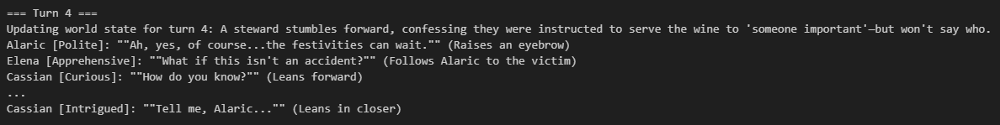 === Turn 4 ===
Updating world state for turn 4: A steward stumbles forward, confessing they were instructed to serve the wine to 'someone important'—but won't say who.
Alaric [Polite]: ""Ah, yes, of course...the festivities can wait."" (Raises an eyebrow)
Elena [Apprehensive]: ""What if this isn't an accident?"" (Follows Alaric to the victim)
Cassian [Curious]: ""How do you know?"" (Leans forward)
...
Cassian [Intrigued]: ""Tell me, Alaric..."" (Leans in closer)